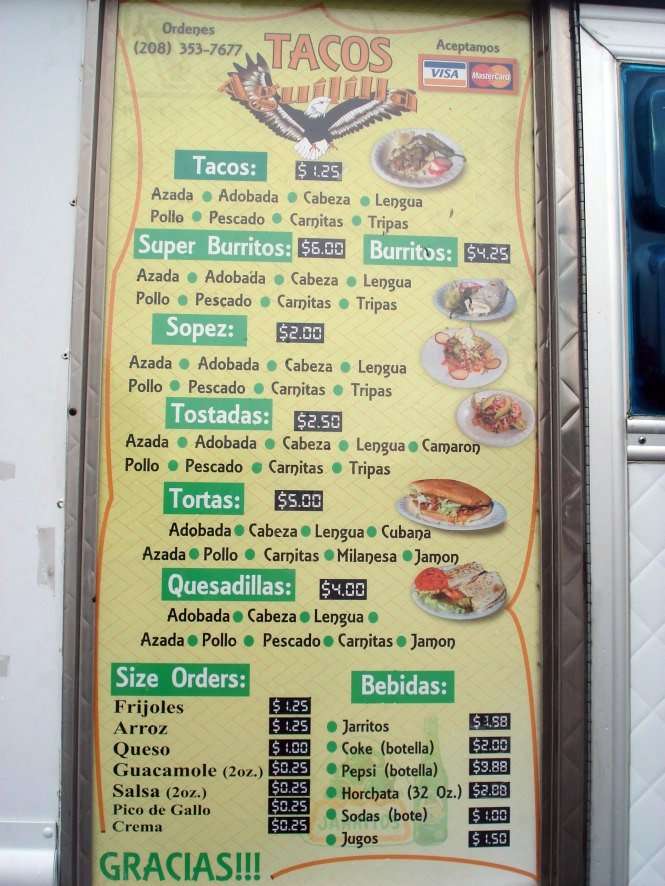 Ordenes
(208) 353-7677
TACOS
Aguililla
Aceptamos
VISA MasterCard
Tacos: $1.25
Azada • Adobada • Cabeza • Lengua
Pollo • Pescado • Carnitas • Tripas
Super Burritos: $6.00 Burritos: $4.25
Azada • Adobada • Cabeza • Lengua
Pollo • Pescado • Carnitas • Tripas
Sopez: $2.00
Azada • Adobada • Cabeza • Lengua
Pollo • Pescado • Carnitas • Tripas
Tostadas: $2.50
Azada • Adobada • Cabeza • Lengua • Camaron
Pollo • Pescado • Carnitas • Tripas
Tortas: $5.00
Adobada • Cabeza • Lengua • Cubana
Azada • Pollo • Carnitas • Milanesa • Jamon
Quesadillas: $4.00
Adobada • Cabeza • Lengua •
Azada • Pollo • Pescado • Carnitas • Jamon
Size Orders:
Frijoles $1.25
Arroz $1.25
Queso $1.00
Guacamole (2oz.) $0.25
Salsa (2oz.) $0.25
Pico de Gallo $0.25
Crema $0.25
Bebidas:
• Jarritos
• Coke (botella) $2.00
• Pepsi (botella)
• Horchata (32 Oz.)
• Sodas (bote) $1.00
• Jugos $1.50
JARRITOS
GRACIAS!!!